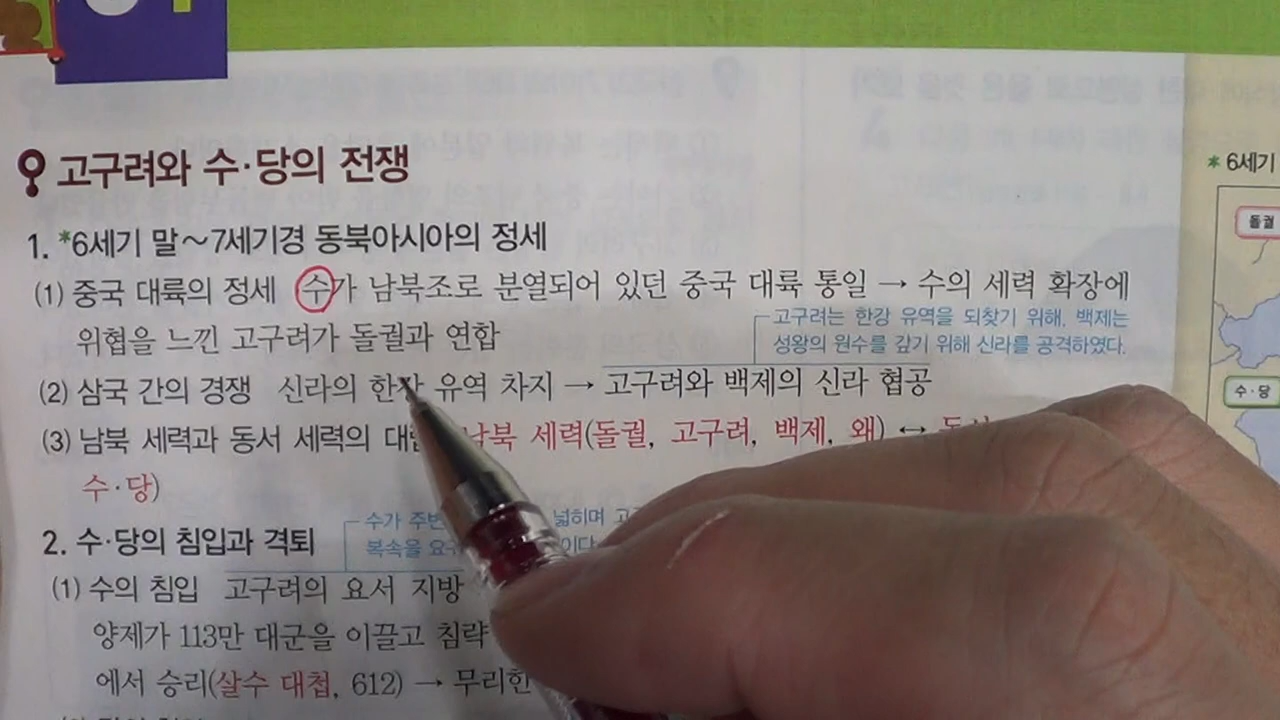 고구려와 수·당의 전쟁
1. *6세기 말~7세기경 동북아시아의 정세
(1) 중국 대륙의 정세 수가 남북조로 분열되어 있던 중국 대륙 통일 → 수의 세력 확장에
위협을 느낀 고구려가 돌궐과 연합
고구려는 한강 유역을 되찾기 위해, 백제는
성왕의 원수를 갚기 위해 신라를 공격하였다.
(2) 삼국 간의 경쟁 신라의 한강 유역 차지 → 고구려와 백제의 신라 협공
(3) 남북 세력과 동서 세력의 남북 세력(돌궐, 고구려, 백제, 왜) ↔
수·당)
2. 수·당의 침입과 격퇴
수가 넓히며
복속을
(1) 수의 침입 고구려의 요서 지방
양제가 113만 대군을 이끌고 침략
에서 승리(살수 대첩, 612) → 무리한
* 6세기
돌궐
수·당